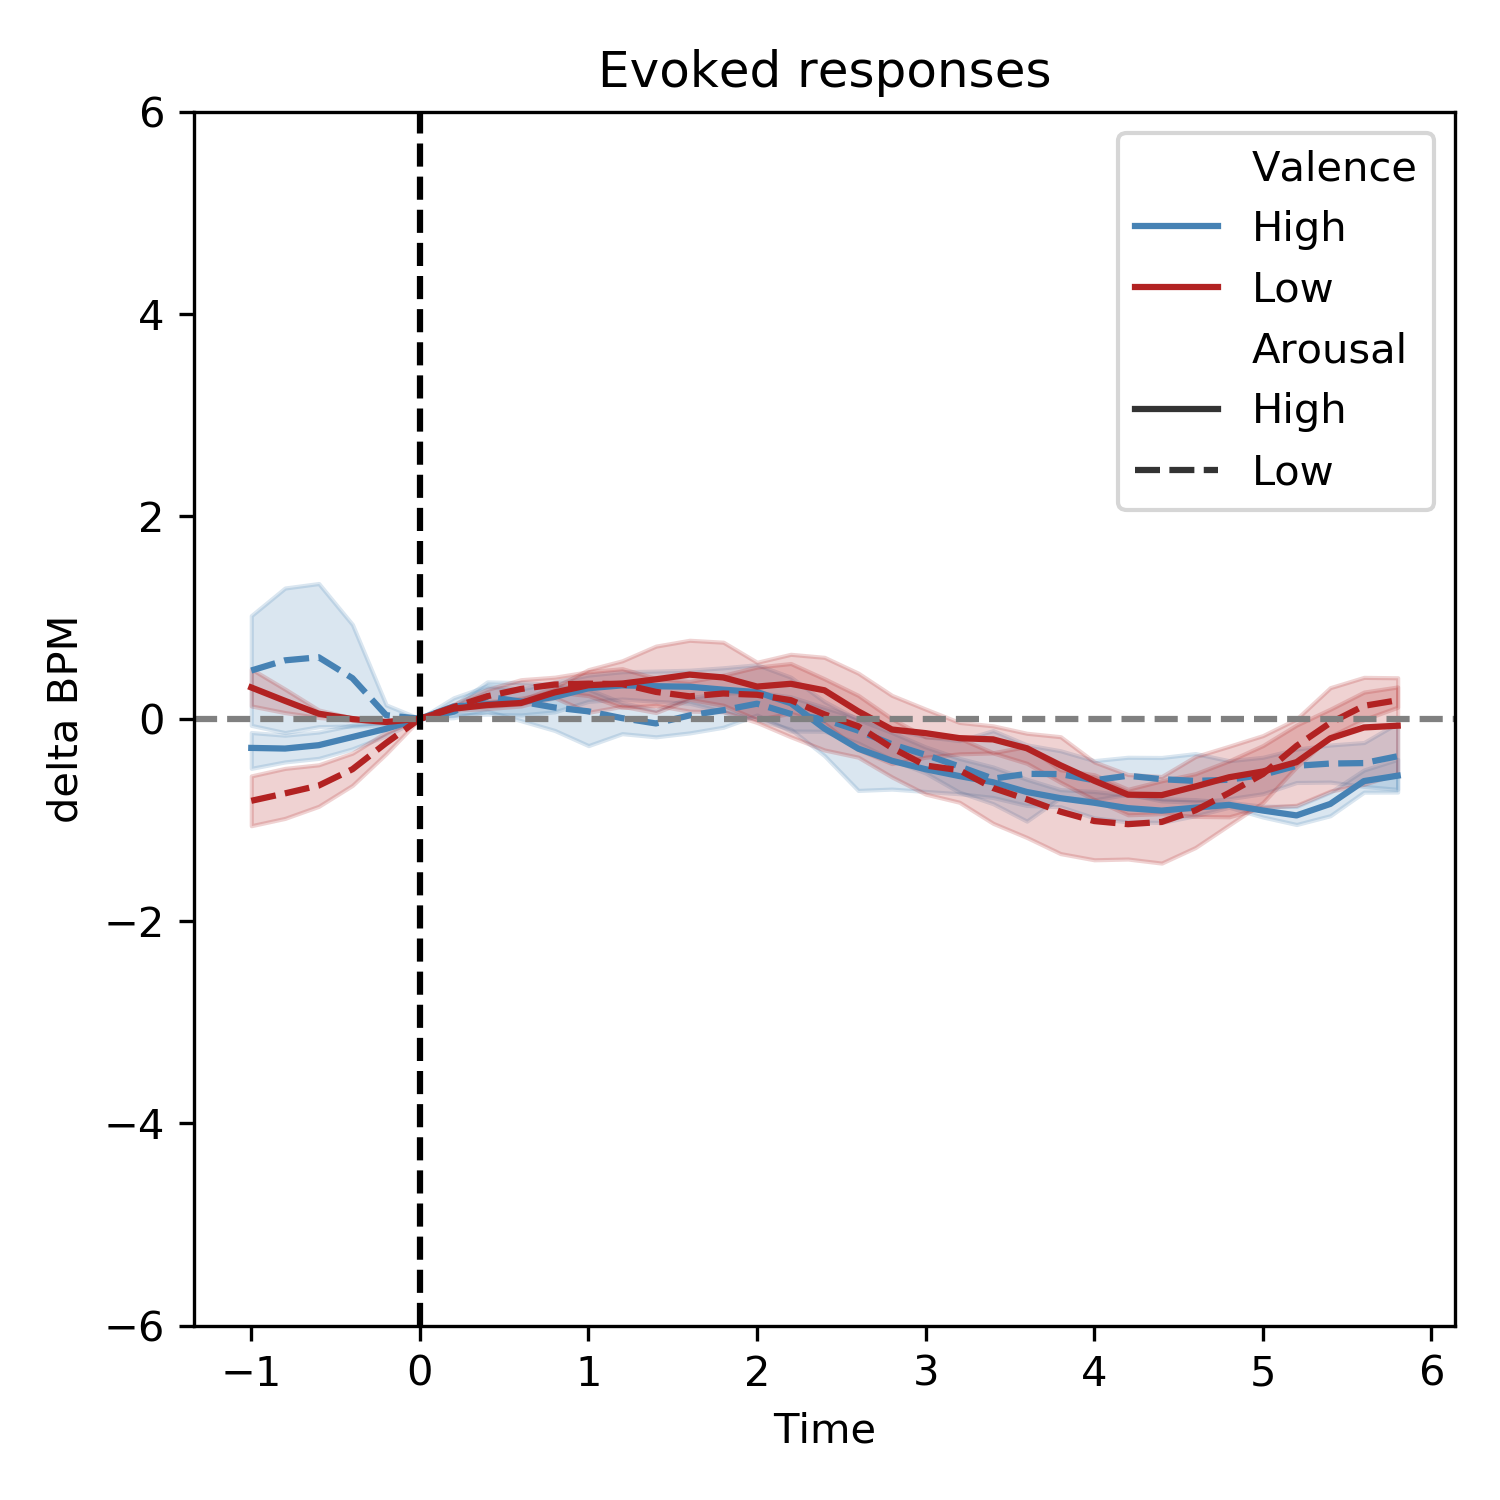 Evoked responses
6
4
2
0
−2
−4
−6
delta BPM
Valence
High
Low
Arousal
High
Low
−1 0 1 2 3 4 5 6
Time